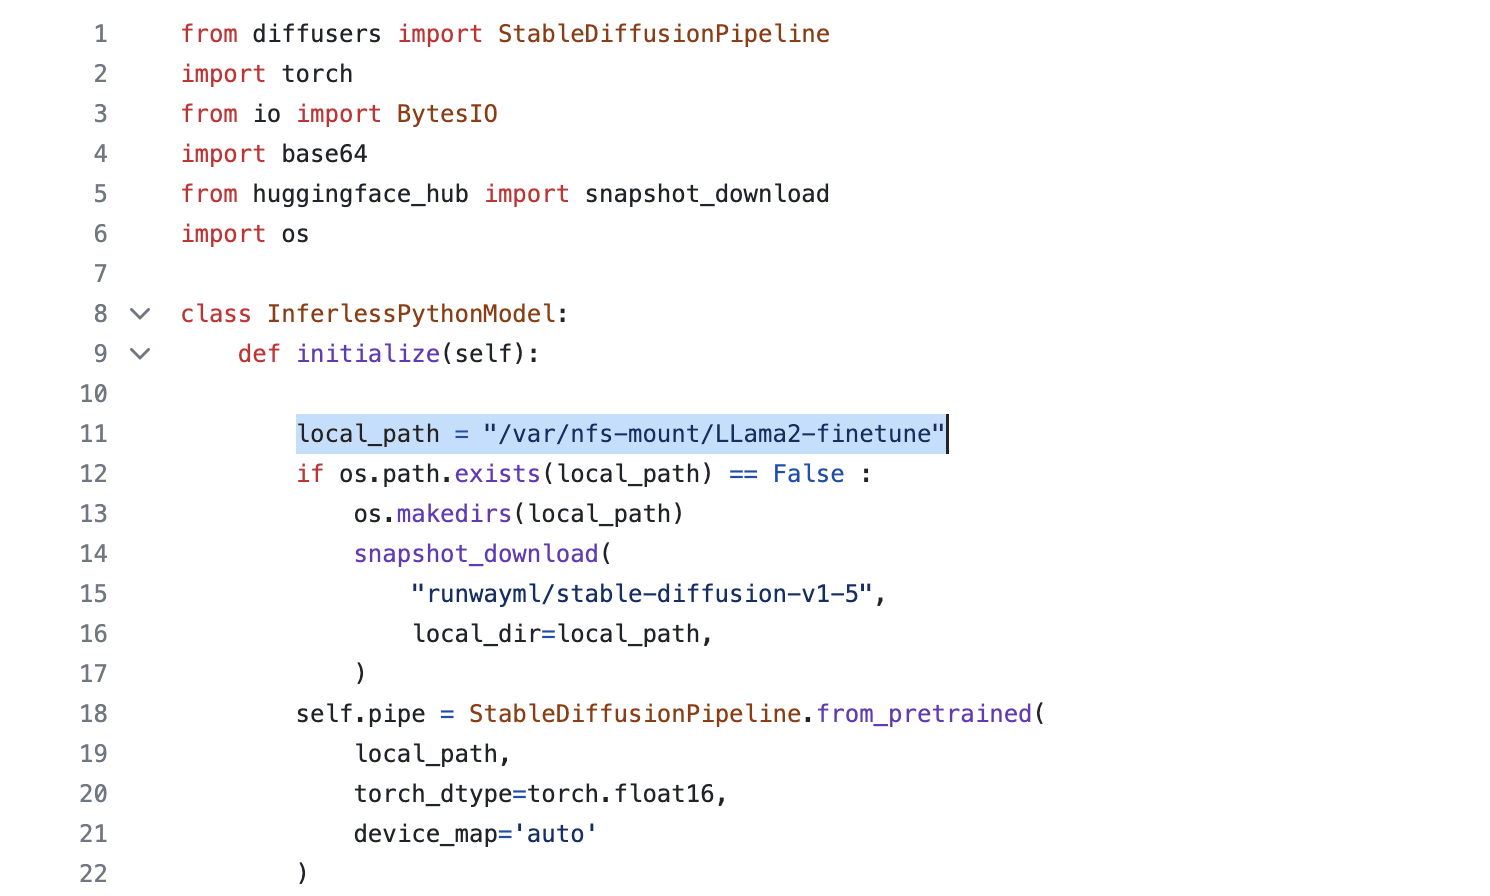 1 from diffusers import StableDiffusionPipeline
2 import torch
3 from io import BytesIO
4 import base64
5 from huggingface_hub import snapshot_download
6 import os
7
8 class InferlessPythonModel:
9     def initialize(self):
10
11         local_path = "/var/nfs-mount/LLama2-finetune"
12         if os.path.exists(local_path) == False :
13             os.makedirs(local_path)
14             snapshot_download(
15                 "runwayml/stable-diffusion-v1-5",
16                 local_dir=local_path,
17             )
18         self.pipe = StableDiffusionPipeline.from_pretrained(
19             local_path,
20             torch_dtype=torch.float16,
21             device_map='auto'
22         )